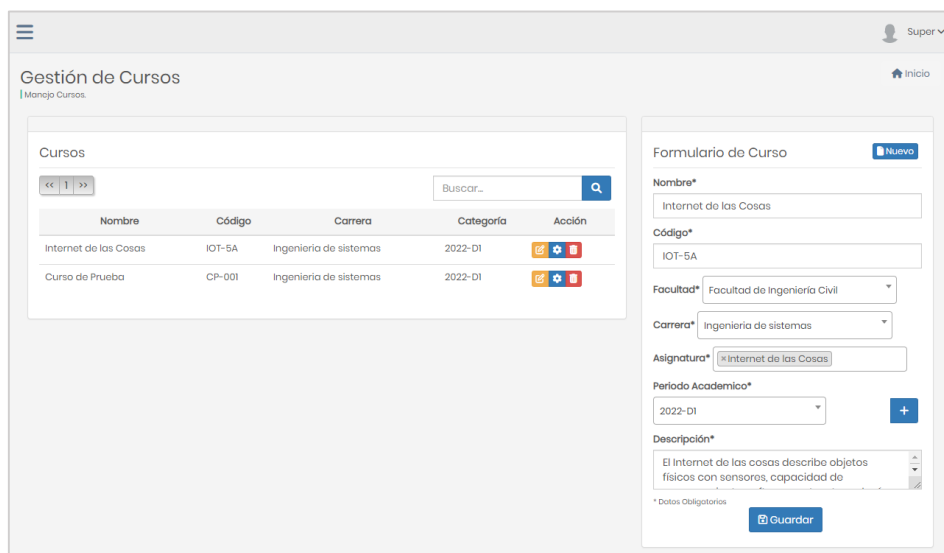 Super
Gestión de Cursos
Inicio
Manejo Cursos.
Cursos
<< 1 >>
Buscar...
Nombre Código Carrera Categoría Acción
Internet de las Cosas IOT-5A Ingenieria de sistemas 2022-D1
Curso de Prueba CP-001 Ingenieria de sistemas 2022-D1
Formulario de Curso
Nuevo
Nombre*
Internet de las Cosas
Código*
IOT-5A
Facultad* Facultad de Ingeniería Civil
Carrera* Ingenieria de sistemas
Asignatura* ×Internet de las Cosas
Periodo Academico*
2022-D1
+
Descripción*
El Internet de las cosas describe objetos
físicos con sensores, capacidad de
* Datos Obligatorios
Guardar